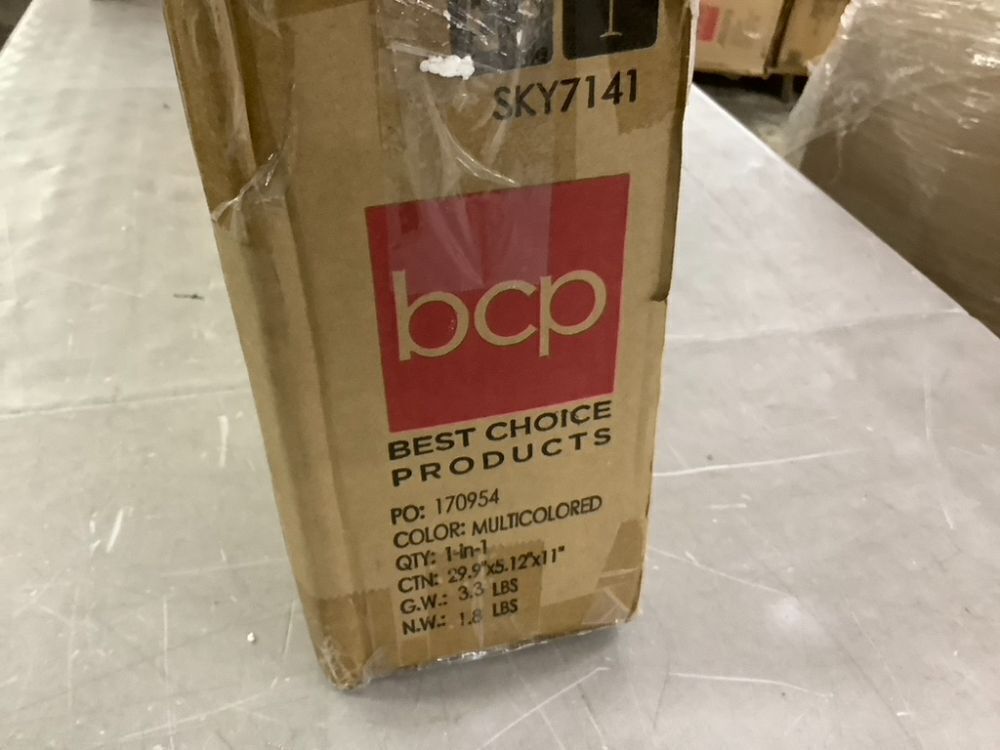 SKY7141
bcp
BEST CHOICE
PRODUCTS
PO: 170954
COLOR: MULTICOLORED
QTY: 1-in-1
CTN: 29.9"x5.12"x11"
G.W.: 3.3 LBS
N.W.: 1.8 LBS